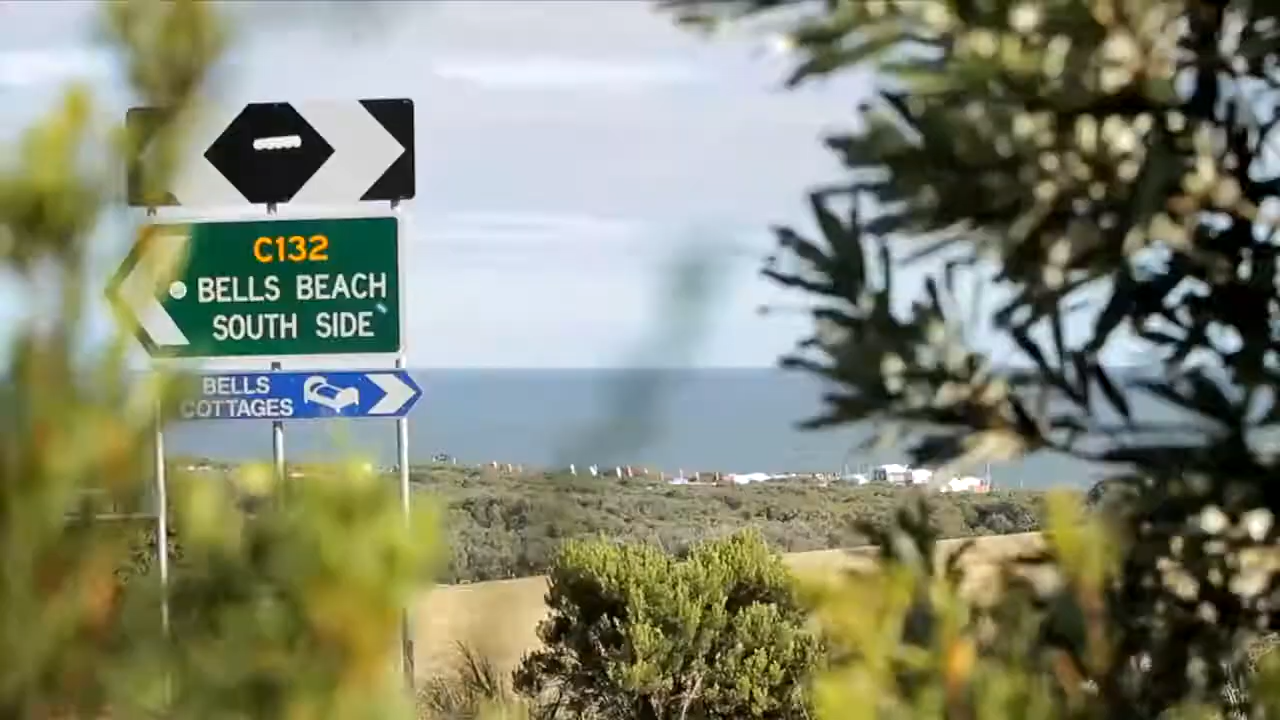 C132
BELLS BEACH
SOUTH SIDE
BELLS
COTTAGES